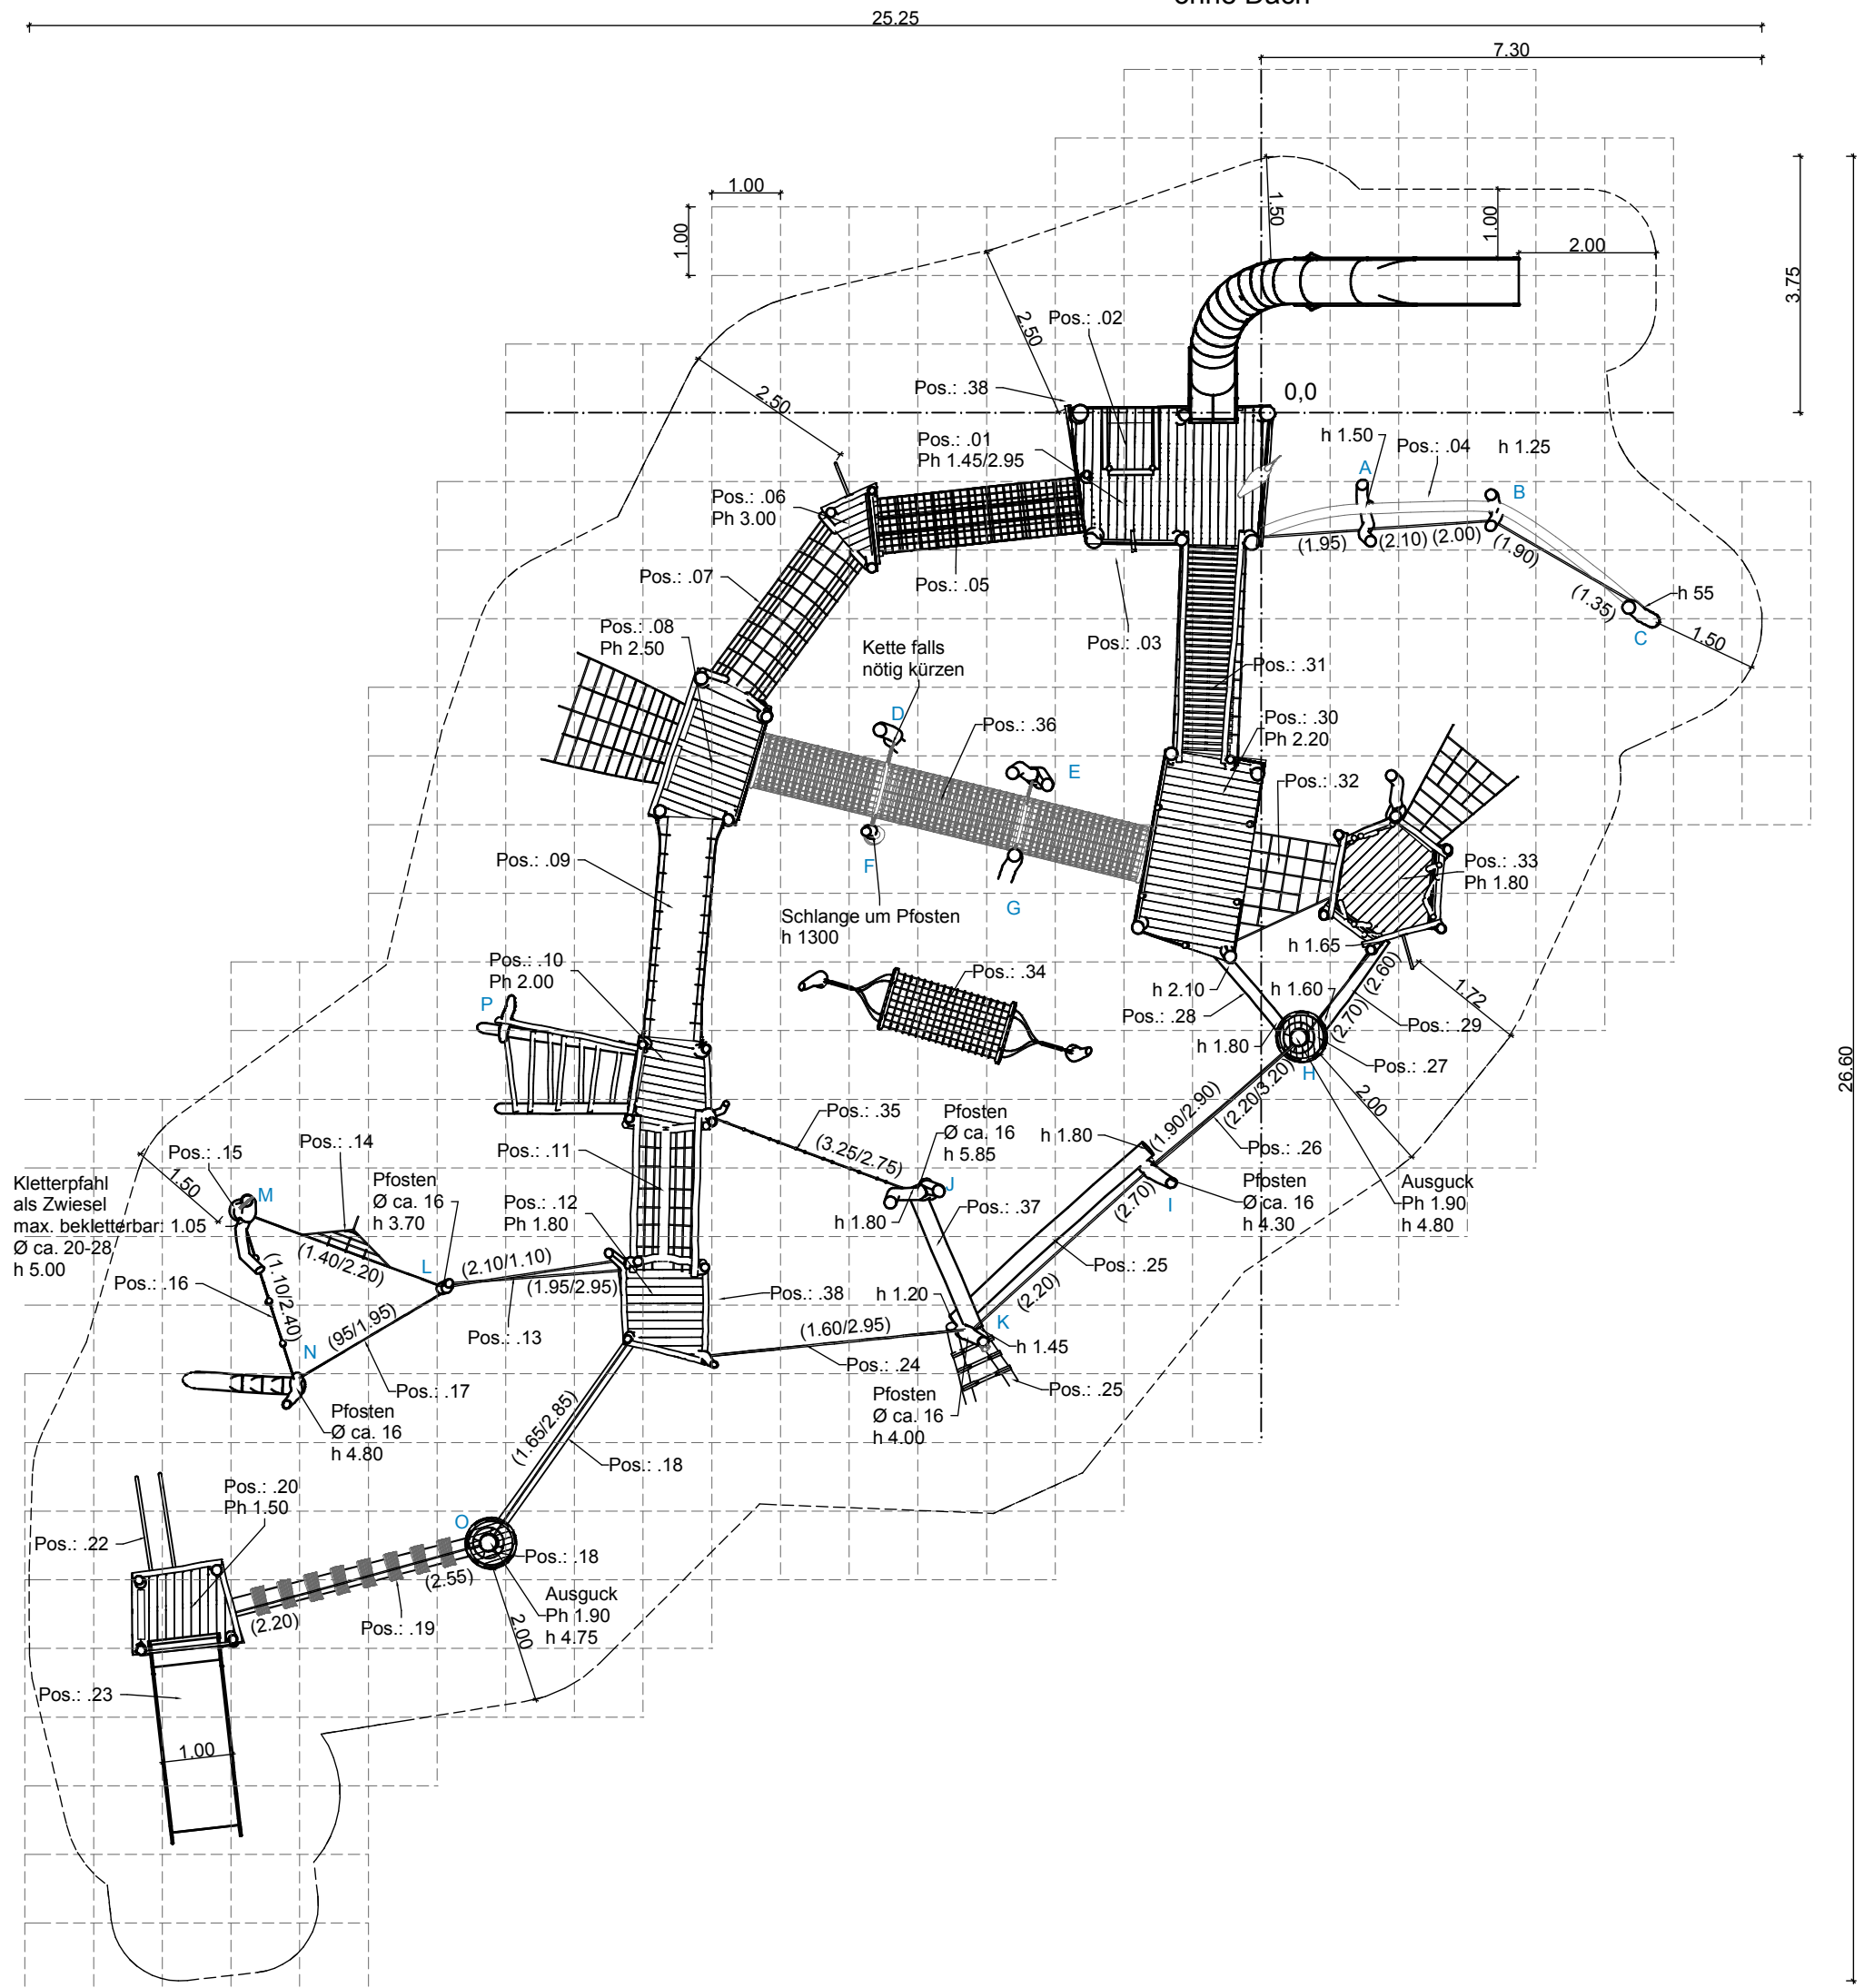 ohne Dach
25.25
7.30
1.00
1.00
1.50
1.00
2.00
3.75
2.50
Pos.: .02
Pos.: .38
0,0
2.50
Pos.: .01
Ph 1.45/2.95
h 1.50
Pos.: .04
h 1.25
A
B
Pos.: .06
Ph 3.00
(1.95)
(2.10)
(2.00)
(1.90)
Pos.: .07
Pos.: .05
(1.35)
h 55
C
1.50
Pos.: .08
Ph 2.50
Kette falls
nötig kürzen
Pos.: .03
Pos.: .31
D
Pos.: .36
Pos.: .30
Ph 2.20
E
Pos.: .32
Pos.: .09
F
G
Pos.: .33
Ph 1.80
Schlange um Pfosten
h 1300
h 1.65
Pos.: .10
Ph 2.00
Pos.: .34
h 2.10
h 1.60
(2.60)
1.72
P
Pos.: .28
(2.70)
Pos.: .29
h 1.80
Pos.: .27
H
2.00
26.60
Pos.: .35
Pfosten
Ø ca. 16
h 5.85
(1.90/2.90)
(2.20/3.20)
h 1.80
Pos.: .26
Pos.: .14
Pos.: .15
Pos.: .11
(3.25/2.75)
1.50
Kletterpfahl
als Zwiesel
max. bekletterbar: 1.05
Ø ca. 20-28
h 5.00
M
Pfosten
Ø ca. 16
h 3.70
Pos.: .12
Ph 1.80
J
h 1.80
Pos.: .37
(2.70)
I
Pfosten
Ø ca. 16
h 4.30
Ausguck
Ph 1.90
h 4.80
(1.40/2.20)
L
(2.10/1.10)
(1.95/2.95)
Pos.: .25
Pos.: .16
(1.10/2.40)
(2.20)
Pos.: .38
h 1.20
K
(95/1.95)
Pos.: .13
(1.60/2.95)
h 1.45
N
Pos.: .24
Pos.: .17
Pos.: .25
Pfosten
Ø ca. 16
h 4.00
Pfosten
Ø ca. 16
h 4.80
(1.65/2.85)
Pos.: .18
Pos.: .20
Ph 1.50
O
Pos.: .22
Pos.: .18
(2.55)
Ausguck
Ph 1.90
h 4.75
(2.20)
Pos.: .19
2.00
Pos.: .23
1.00